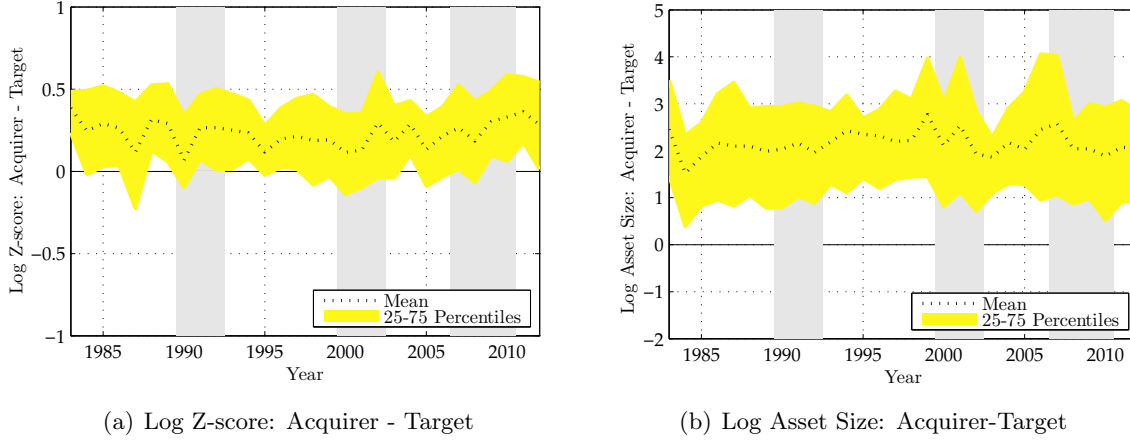 Log Z-score: Acquirer - Target
1
0.5
0
−0.5
−1
1985
1990
1995
2000
2005
2010
Year
Mean
25-75 Percentiles
(a) Log Z-score: Acquirer - Target
Log Asset Size: Acquirer - Target
5
4
3
2
1
0
−1
−2
1985
1990
1995
2000
2005
2010
Year
Mean
25-75 Percentiles
(b) Log Asset Size: Acquirer-Target